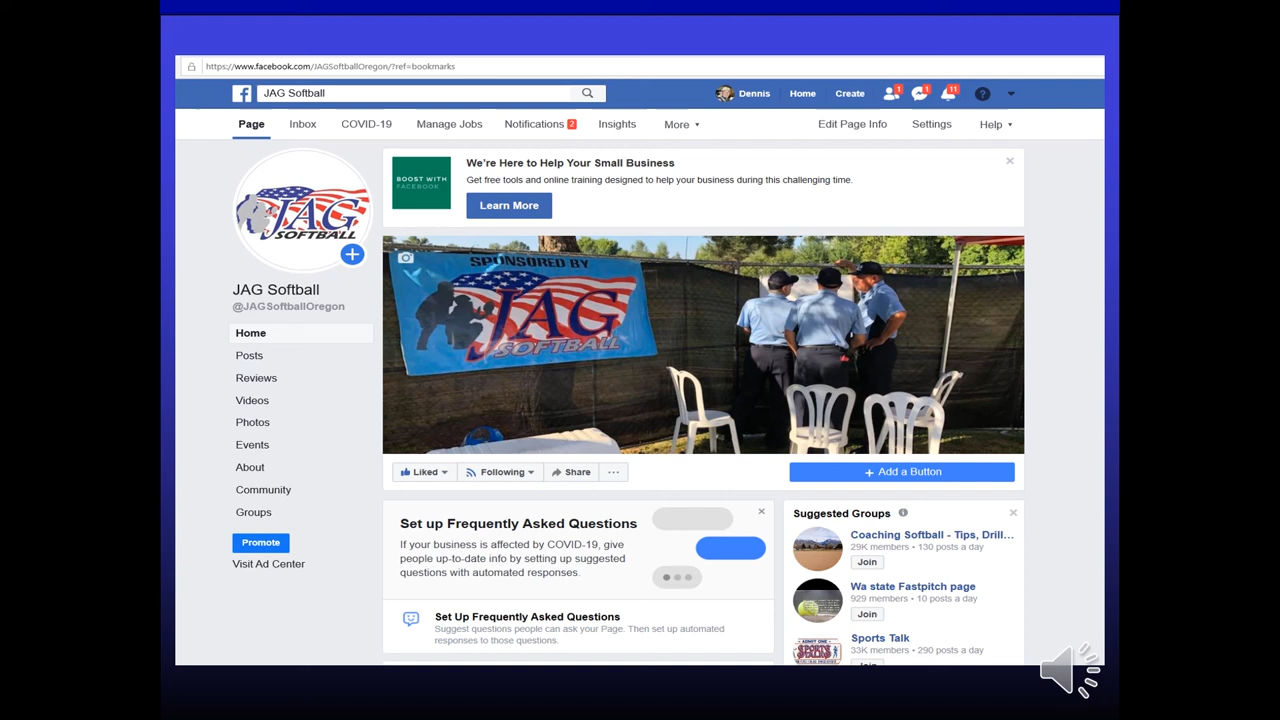 https://www.facebook.com/JAGSoftballOregon/?ref=bookmarks
JAG Softball
Dennis
Home
Create
1
1
11
?
Page
Inbox
COVID-19
Manage Jobs
Notifications 2
Insights
More
Edit Page Info
Settings
Help
JAG
SOFTBALL
JAG Softball
@JAGSoftballOregon
Home
Posts
Reviews
Videos
Photos
Events
About
Community
Groups
Promote
Visit Ad Center
BOOST WITH
FACEBOOK
We're Here to Help Your Small Business
Get free tools and online training designed to help your business during this challenging time.
Learn More
SPONSORED BY
JAG
SOFTBALL
Liked
Following
Share
Add a Button
Set up Frequently Asked Questions
If your business is affected by COVID-19, give
people up-to-date info by setting up suggested
questions with automated responses.
Set Up Frequently Asked Questions
Suggest questions people can ask your Page. Then set up automated
responses to those questions.
Suggested Groups
Coaching Softball - Tips, Drill...
29K members • 130 posts a day
Join
Wa state Fastpitch page
929 members • 10 posts a day
Join
Sports Talk
33K members • 290 posts a day
Join